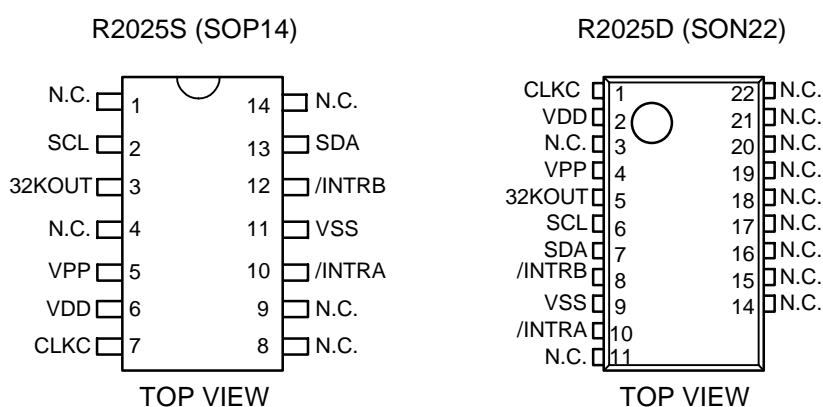 R2025S (SOP14)
N.C. 1 14 N.C.
SCL 2 13 SDA
32KOUT 3 12 /INTRB
N.C. 4 11 VSS
VPP 5 10 /INTRA
VDD 6 9 N.C.
CLKC 7 8 N.C.
TOP VIEW
R2025D (SON22)
CLKC 1 22 N.C.
VDD 2 21 N.C.
N.C. 3 20 N.C.
VPP 4 19 N.C.
32KOUT 5 18 N.C.
SCL 6 17 N.C.
SDA 7 16 N.C.
/INTRB 8 15 N.C.
VSS 9 14 N.C.
/INTRA 10
N.C. 11
TOP VIEW